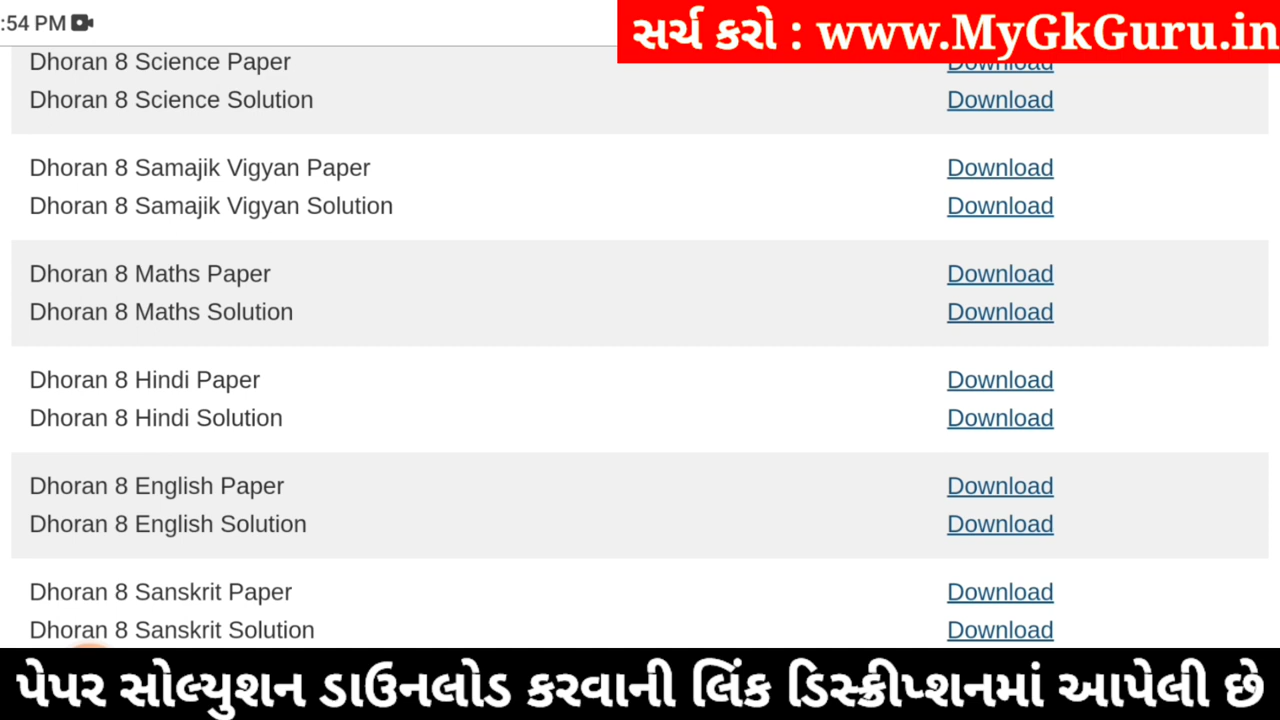 :54 PM
સર્ચ કરો : www.MyGkGuru.in
Dhoran 8 Science Paper Download
Dhoran 8 Science Solution Download
Dhoran 8 Samajik Vigyan Paper Download
Dhoran 8 Samajik Vigyan Solution Download
Dhoran 8 Maths Paper Download
Dhoran 8 Maths Solution Download
Dhoran 8 Hindi Paper Download
Dhoran 8 Hindi Solution Download
Dhoran 8 English Paper Download
Dhoran 8 English Solution Download
Dhoran 8 Sanskrit Paper Download
Dhoran 8 Sanskrit Solution Download
પેપર સોલ્યુશન ડાઉનલોડ કરવાની લિંક ડિસ્ક્રીપ્શનમાં આપેલી છે